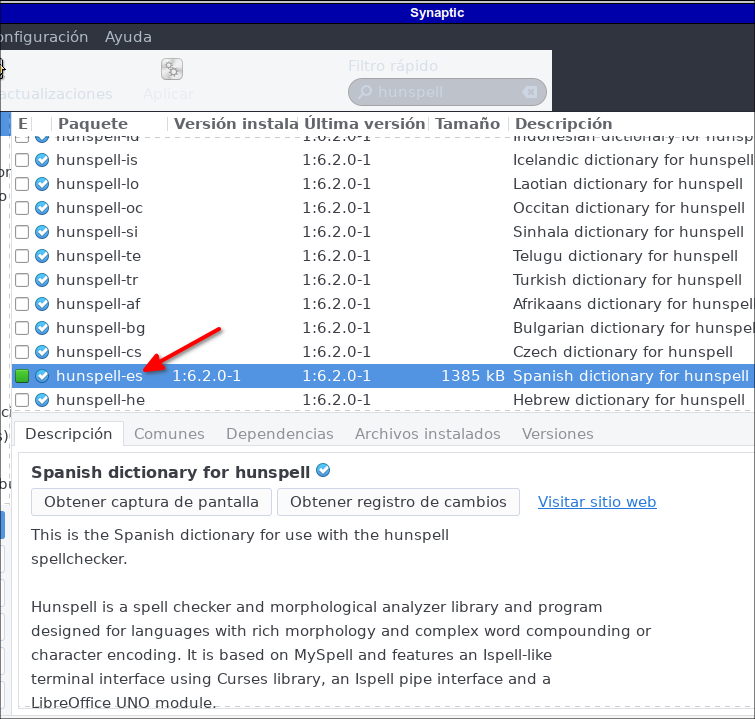 Synaptic
onfiguración Ayuda
actualizaciones Aplicar Filtro rápido
hunspell
E Paquete Versión instala Última versión Tamaño Descripción
hunspell-id 1:6.2.0-1 Indonesian dictionary for hunsp
hunspell-is 1:6.2.0-1 Icelandic dictionary for hunspell
hunspell-lo 1:6.2.0-1 Laotian dictionary for hunspell
hunspell-oc 1:6.2.0-1 Occitan dictionary for hunspell
hunspell-si 1:6.2.0-1 Sinhala dictionary for hunspell
hunspell-te 1:6.2.0-1 Telugu dictionary for hunspell
hunspell-tr 1:6.2.0-1 Turkish dictionary for hunspell
hunspell-af 1:6.2.0-1 Afrikaans dictionary for hunspel
hunspell-bg 1:6.2.0-1 Bulgarian dictionary for hunspel
hunspell-cs 1:6.2.0-1 Czech dictionary for hunspell
hunspell-es 1:6.2.0-1 1:6.2.0-1 1385 kB Spanish dictionary for hunspell
hunspell-he 1:6.2.0-1 Hebrew dictionary for hunspell
Descripción Comunes Dependencias Archivos instalados Versiones
Spanish dictionary for hunspell
Obtener captura de pantalla Obtener registro de cambios Visitar sitio web
This is the Spanish dictionary for use with the hunspell
spellchecker.
Hunspell is a spell checker and morphological analyzer library and program
designed for languages with rich morphology and complex word compounding or
character encoding. It is based on MySpell and features an Ispell-like
terminal interface using Curses library, an Ispell pipe interface and a
LibreOffice UNO module.